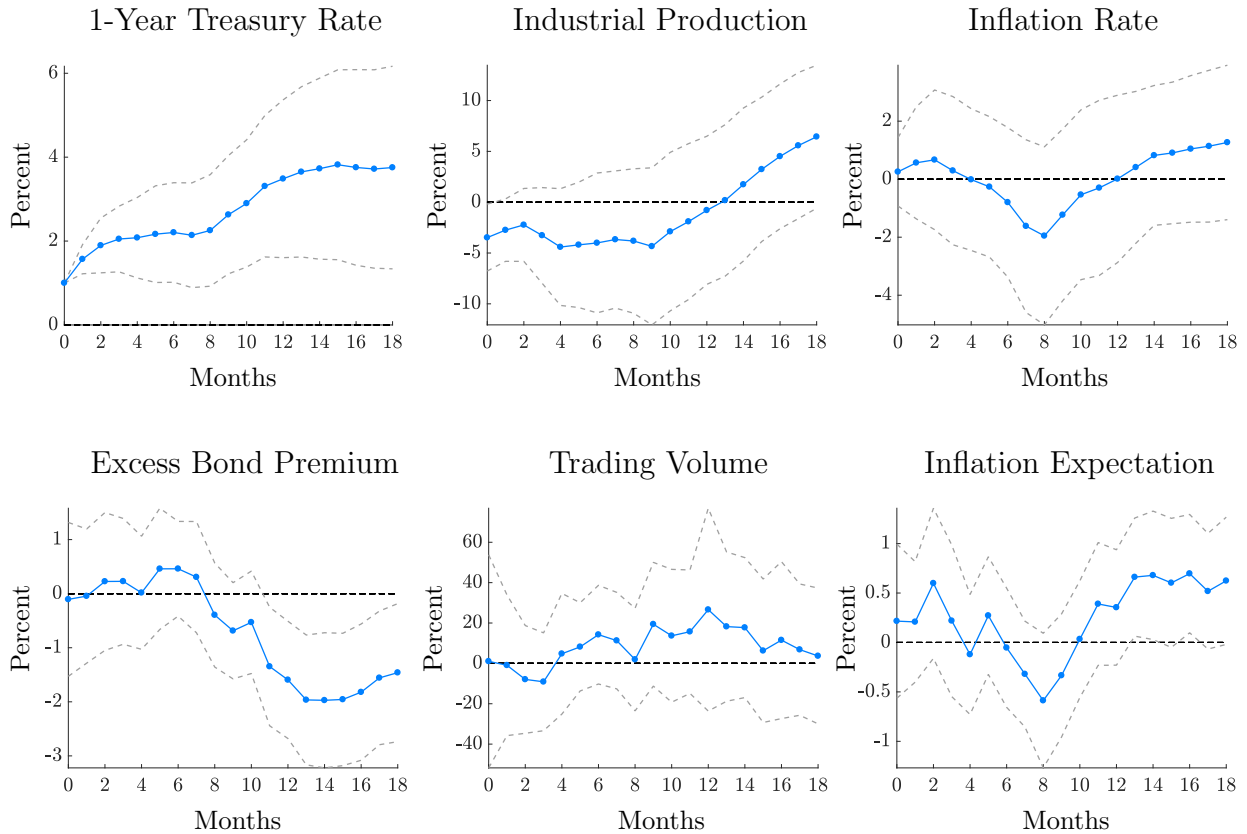 1-Year Treasury Rate
Percent
6
4
2
0
0 2 4 6 8 10 12 14 16 18
Months
Industrial Production
Percent
10
5
0
-5
-10
0 2 4 6 8 10 12 14 16 18
Months
Inflation Rate
Percent
2
0
-2
-4
0 2 4 6 8 10 12 14 16 18
Months
Excess Bond Premium
Percent
1
0
-1
-2
-3
0 2 4 6 8 10 12 14 16 18
Months
Trading Volume
Percent
60
40
20
0
-20
-40
0 2 4 6 8 10 12 14 16 18
Months
Inflation Expectation
Percent
1
0.5
0
-0.5
-1
0 2 4 6 8 10 12 14 16 18
Months